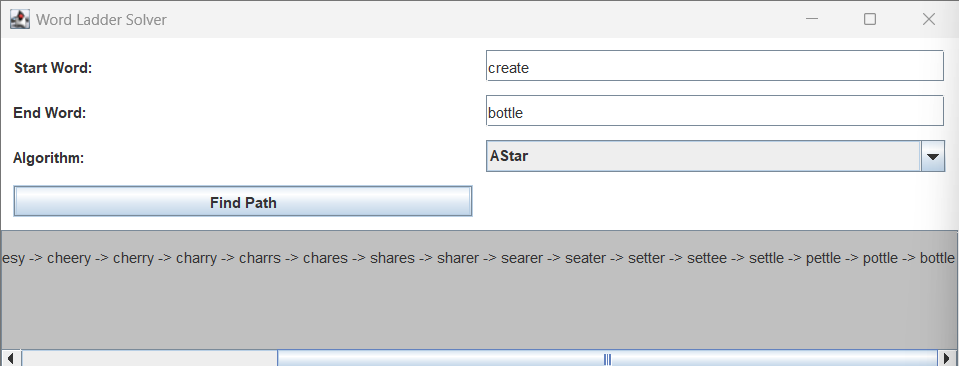 Word Ladder Solver
Start Word: create
End Word: bottle
Algorithm: AStar
Find Path
esy -> cheery -> cherry -> charry -> charrs -> chares -> shares -> sharer -> searer -> seater -> setter -> settee -> settle -> pettle -> pottle -> bottle